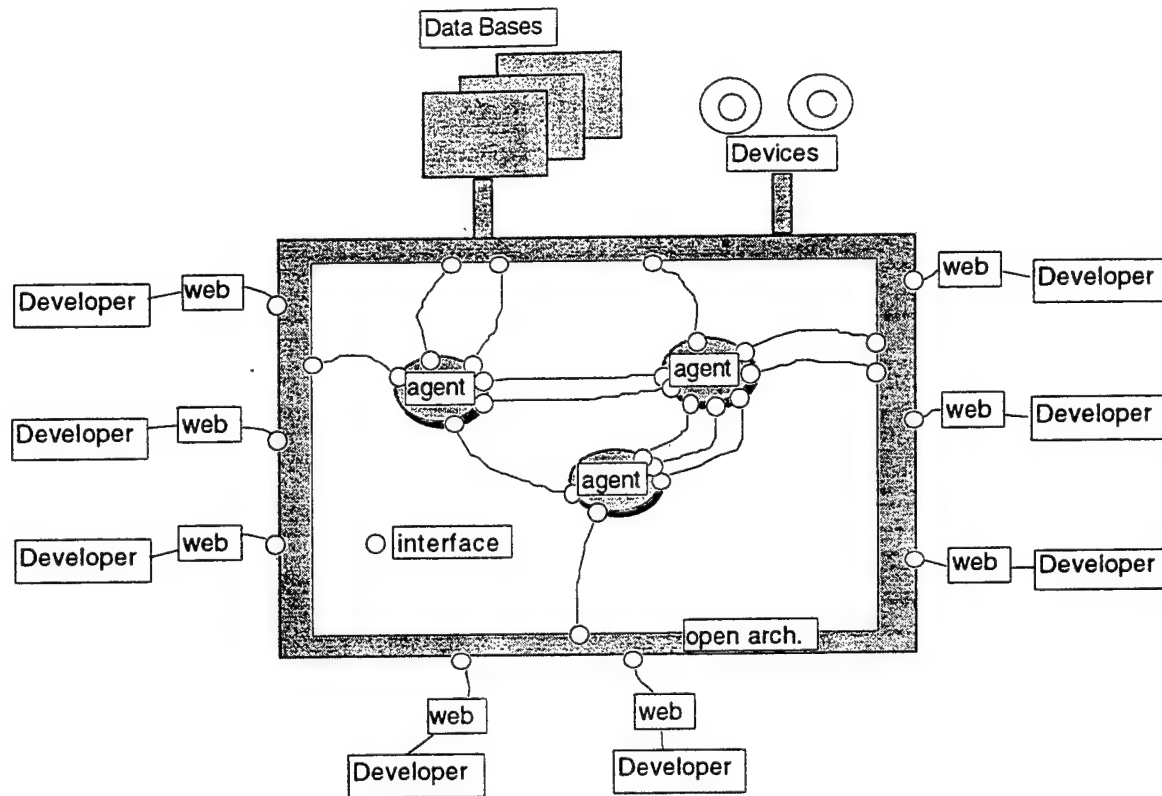 Data Bases
Devices
Developer
web
web
Developer
agent
agent
Developer
web
web
Developer
agent
Developer
web
interface
web
Developer
open arch.
web
web
Developer
Developer